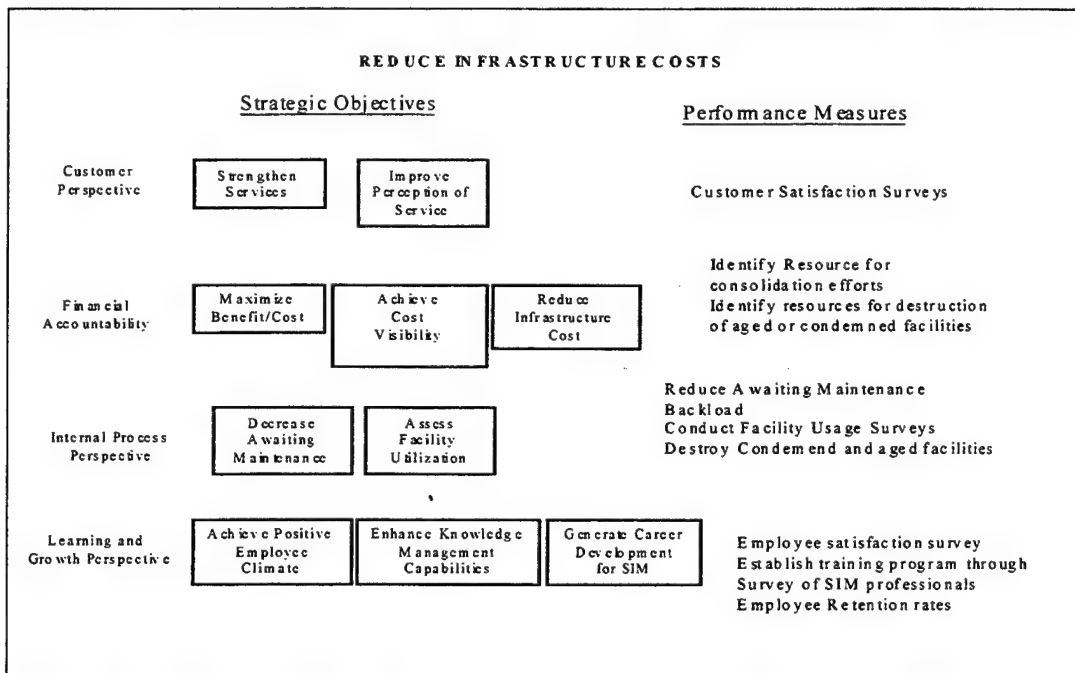 REDUCE INFRASTRUCTURE COSTS
Strategic Objectives
Performance Measures
Customer
Perspective
Strengthen
Services
Improve
Perception of
Service
Customer Satisfaction Surveys
Financial
Accountability
Maximize
Benefit/Cost
Achieve
Cost
Visibility
Reduce
Infrastructure
Cost
Identify Resource for
consolidation efforts
Identify resources for destruction
of aged or condemned facilities
Internal Process
Perspective
Decrease
Awaiting
Maintenance
Assess
Facility
Utilization
Reduce Awaiting Maintenance
Backload
Conduct Facility Usage Surveys
Destroy Condemend and aged facilities
Learning and
Growth Perspective
Achieve Positive
Employee
Climate
Enhance Knowledge
Management
Capabilities
Generate Career
Development
for SIM
Employee satisfaction survey
Establish training program through
Survey of SIM professionals
Employee Retention rates